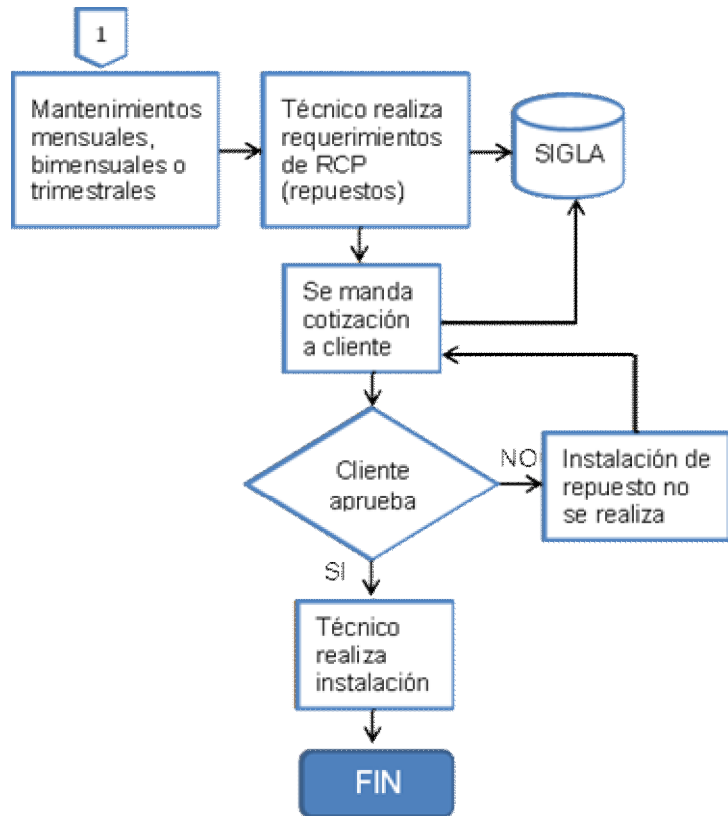 1
Mantenimientos
mensuales,
bimensuales o
trimestrales
Técnico realiza
requerimientos
de RCP
(repuestos)
SIGLA
Se manda
cotización
a cliente
Cliente
aprueba
NO
Instalación de
repuesto no
se realiza
SI
Técnico
realiza
instalación
FIN